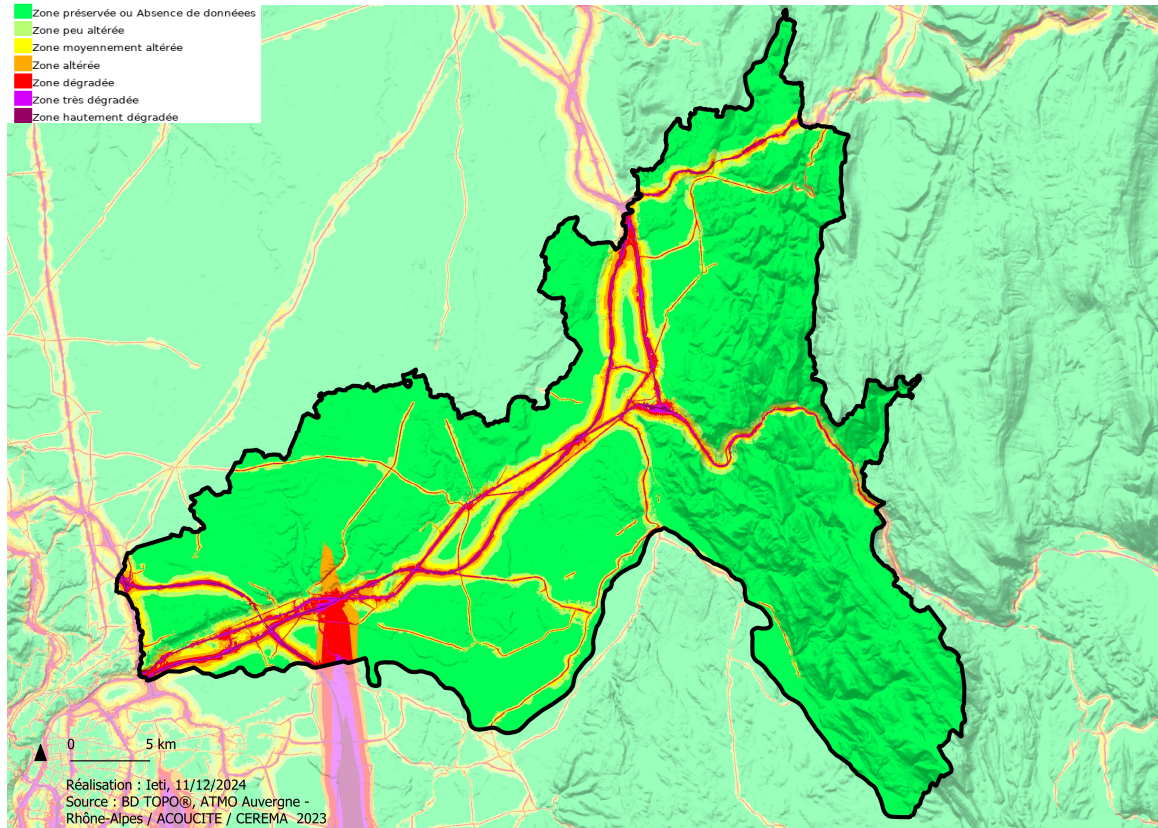 Zone préservée ou Absence de donnéees
Zone peu altérée
Zone moyennement altérée
Zone altérée
Zone dégradée
Zone très dégradée
Zone hautement dégradée
0 5 km
Réalisation : Ieti, 11/12/2024
Source : BD TOPO®, ATMO Auvergne -
Rhône-Alpes / ACOUCITE / CEREMA 2023